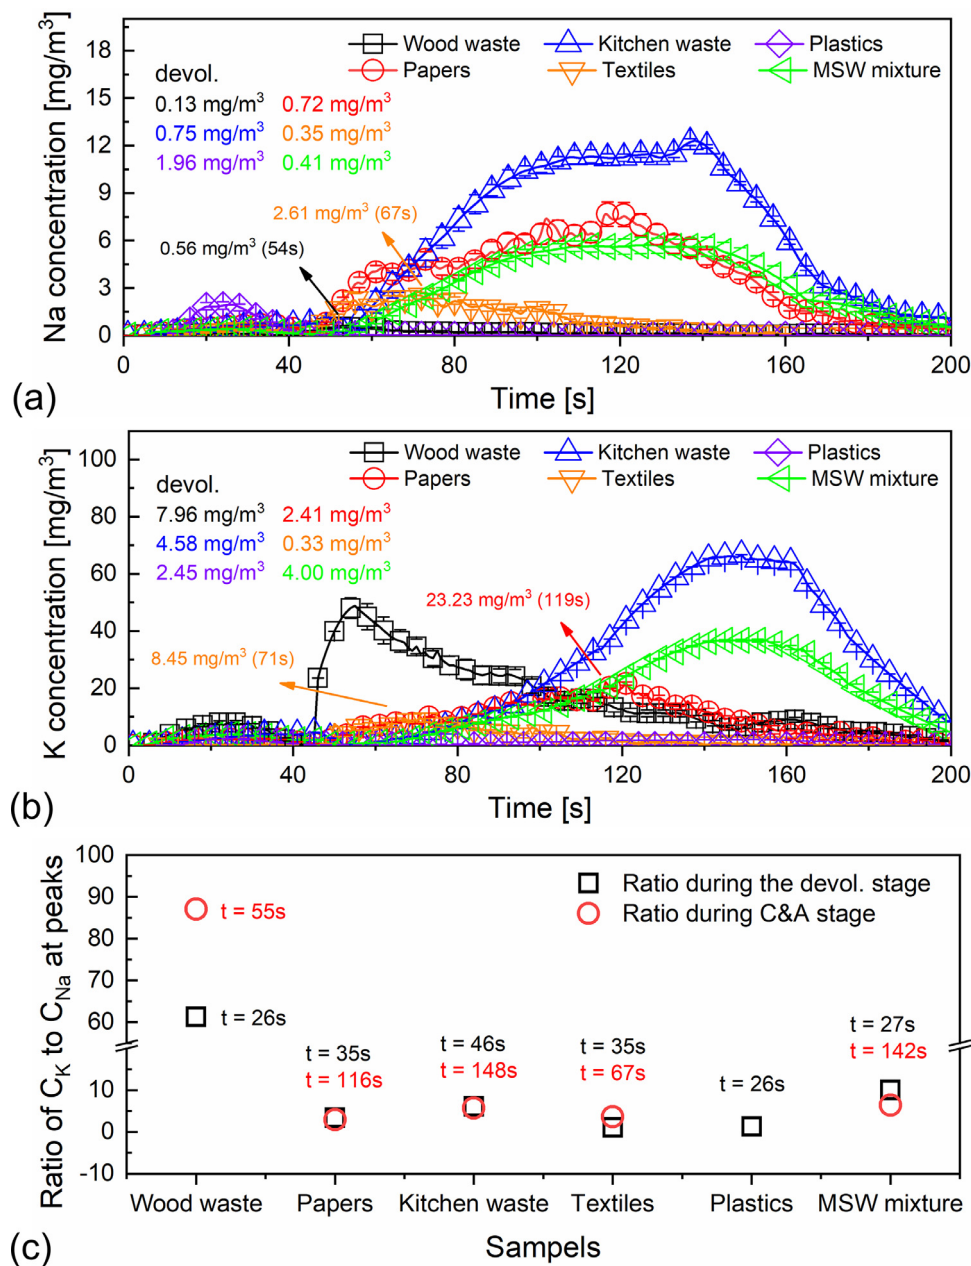 Na concentration [mg/m³]
18
15
12
9
6
3
0
Wood waste Kitchen waste Plastics
Papers Textiles MSW mixture
devol.
0.13 mg/m³ 0.72 mg/m³
0.75 mg/m³ 0.35 mg/m³
1.96 mg/m³ 0.41 mg/m³
2.61 mg/m³ (67s)
0.56 mg/m³ (54s)
0 40 80 120 160 200
Time [s]
(a)
K concentration [mg/m³]
100
80
60
40
20
0
Wood waste Kitchen waste Plastics
Papers Textiles MSW mixture
devol.
7.96 mg/m³ 2.41 mg/m³
4.58 mg/m³ 0.33 mg/m³
2.45 mg/m³ 4.00 mg/m³
23.23 mg/m³ (119s)
8.45 mg/m³ (71s)
0 40 80 120 160 200
Time [s]
(b)
Ratio of C_K to C_Na at peaks
100
90
80
70
60
10
0
-10
Ratio during the devol. stage
Ratio during C&A stage
t = 55s
t = 26s
t = 35s
t = 116s
t = 46s
t = 148s
t = 35s
t = 67s
t = 26s
t = 27s
t = 142s
Wood waste Papers Kitchen waste Textiles Plastics MSW mixture
Sampels
(c)